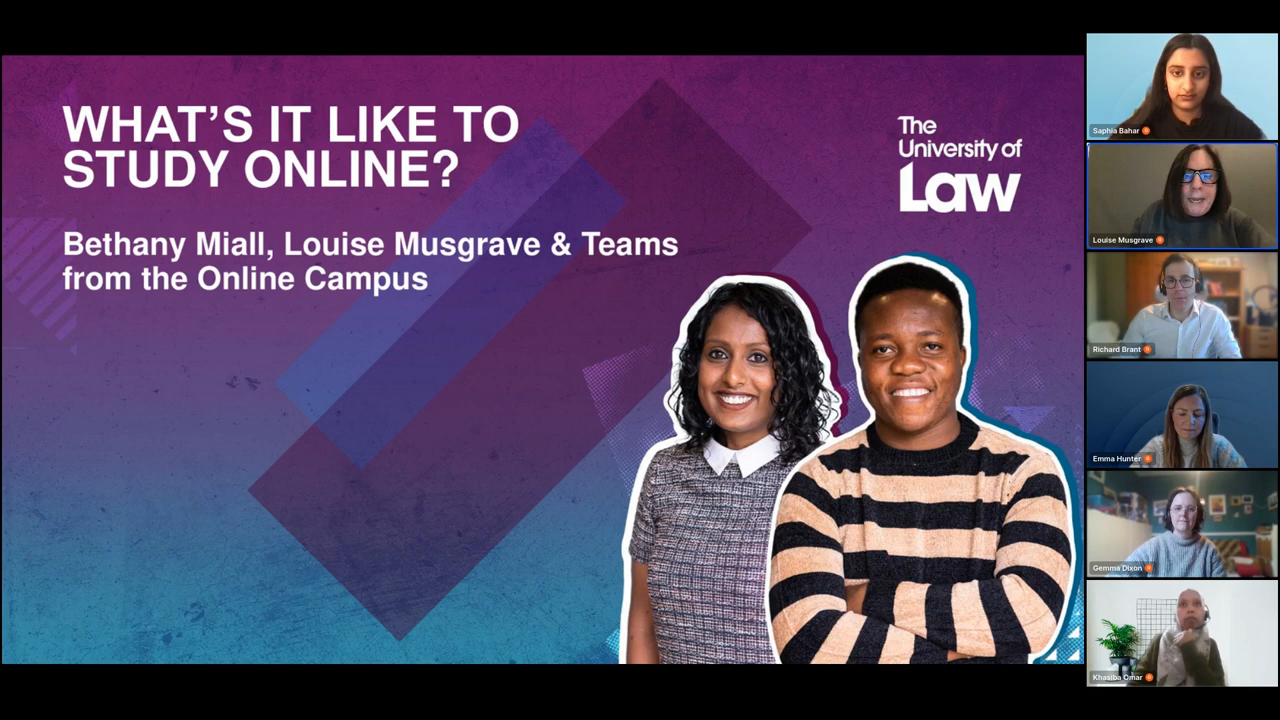 WHAT'S IT LIKE TO
STUDY ONLINE?
Bethany Miall, Louise Musgrave & Teams
from the Online Campus
The
University of
Law
Saphia Bahar
Louise Musgrave
Richard Brant
Emma Hunter
Gemma Dixon
Khasiba Omar